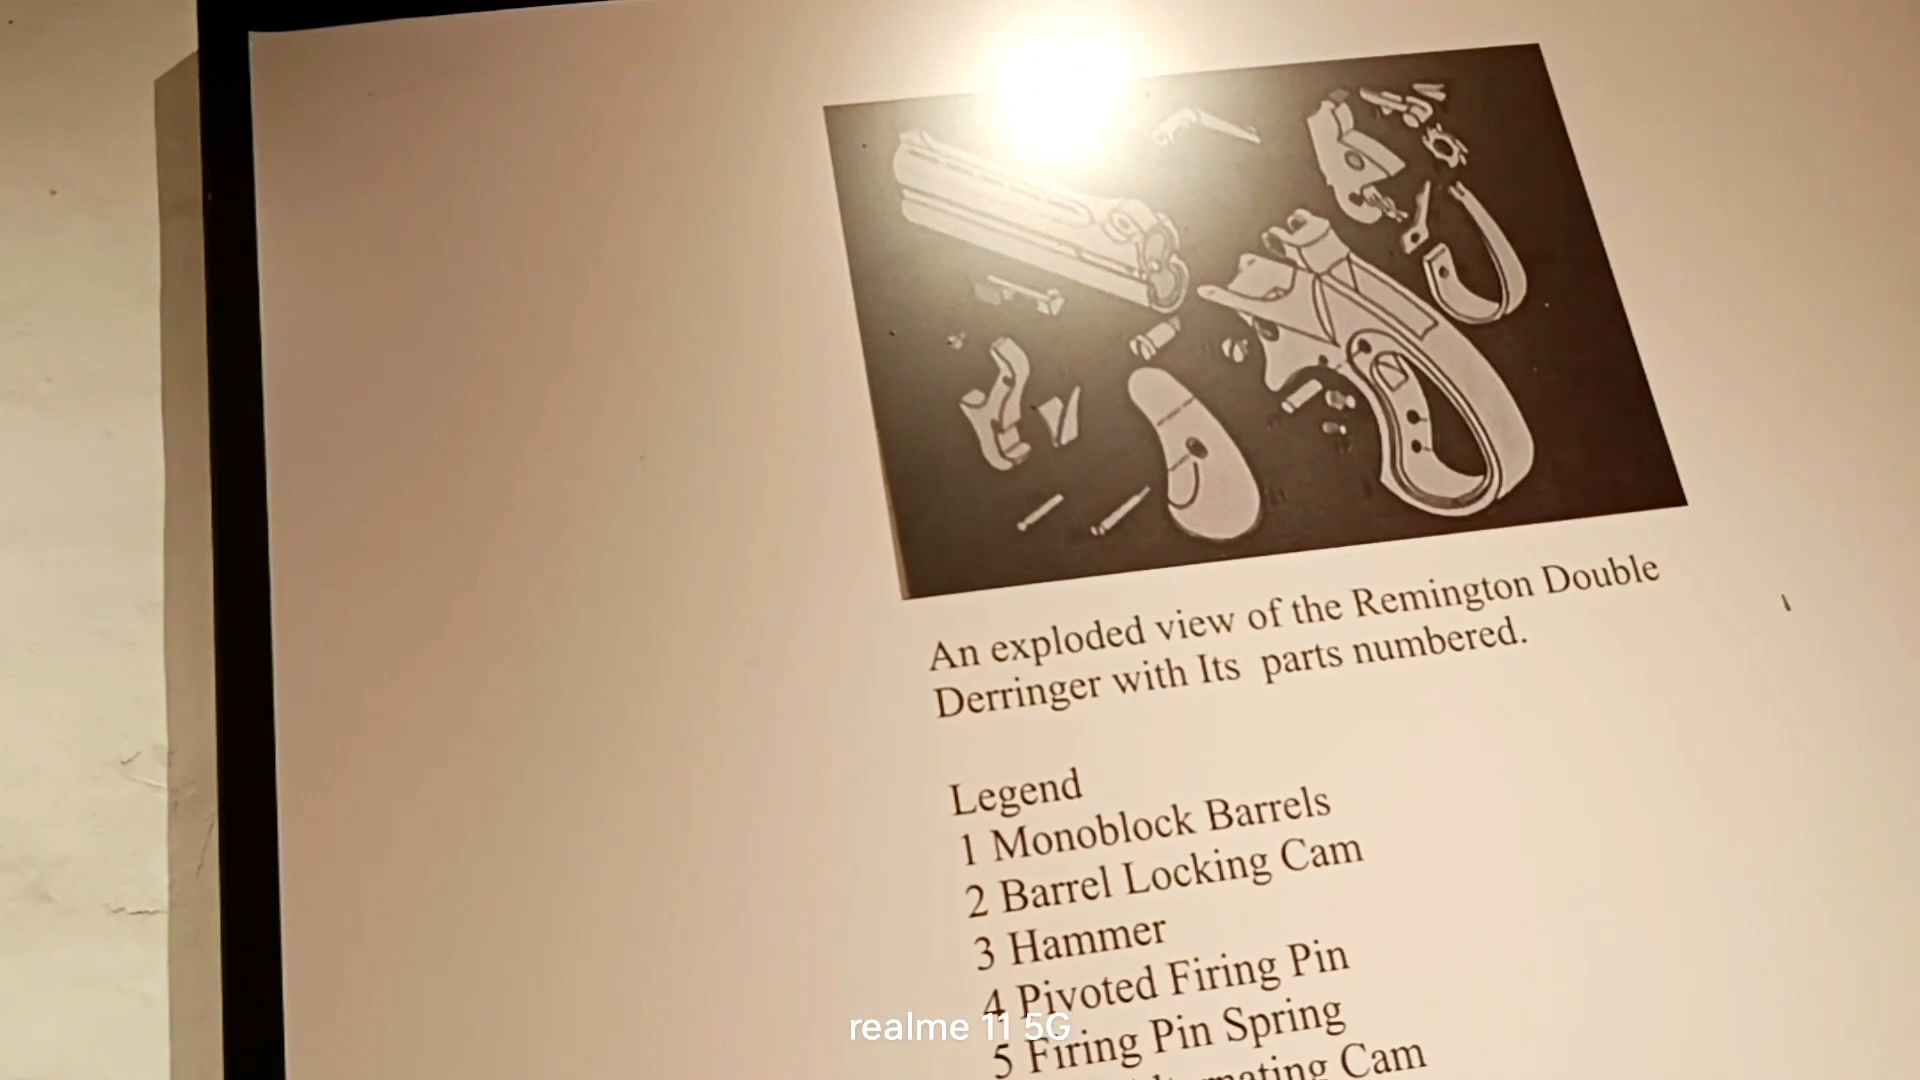 An exploded view of the Remington Double
Derringer with Its parts numbered.
Legend
1 Monoblock Barrels
2 Barrel Locking Cam
3 Hammer
4 Pivoted Firing Pin
5 Firing Pin Spring
Cam
realme 11 5G